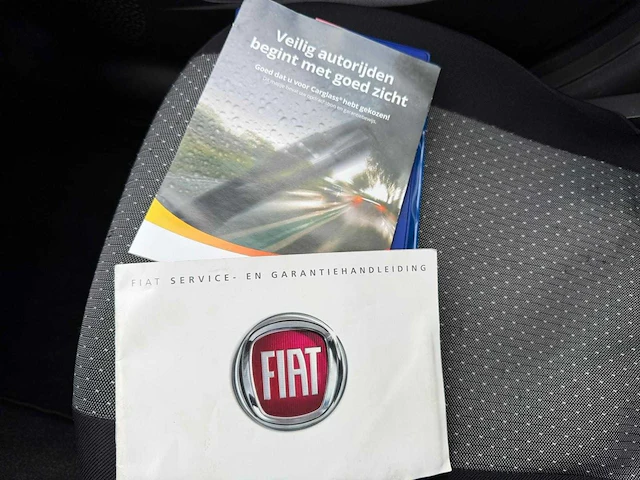 Veilig autorijden
begint met goed zicht
Goed dat u voor Carglass® hebt gekozen!
FIAT SERVICE- EN GARANTIEHANDLEIDING
FIAT